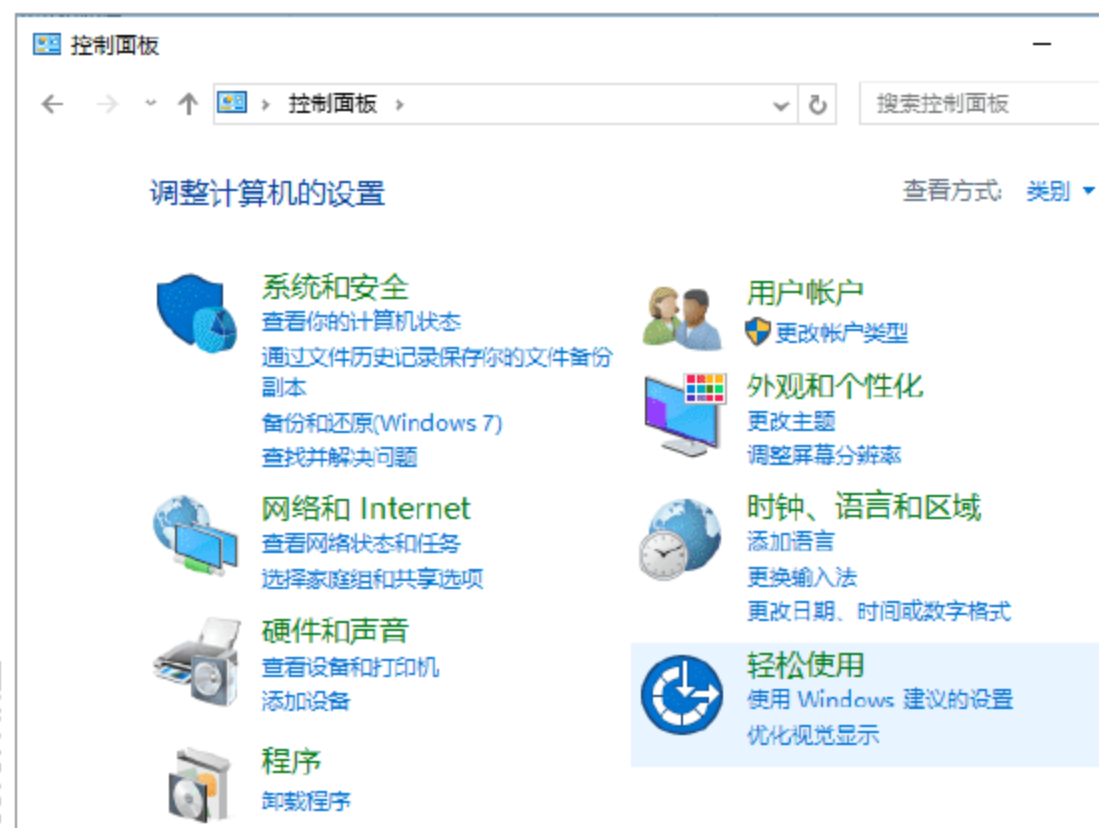 控制面板
控制面板
搜索控制面板
调整计算机的设置
查看方式: 类别
系统和安全
查看你的计算机状态
通过文件历史记录保存你的文件备份
副本
备份和还原(Windows 7)
查找并解决问题
网络和 Internet
查看网络状态和任务
选择家庭组和共享选项
硬件和声音
查看设备和打印机
添加设备
程序
卸载程序
用户帐户
更改帐户类型
外观和个性化
更改主题
调整屏幕分辨率
时钟、语言和区域
添加语言
更换输入法
更改日期、时间或数字格式
轻松使用
使用 Windows 建议的设置
优化视觉显示